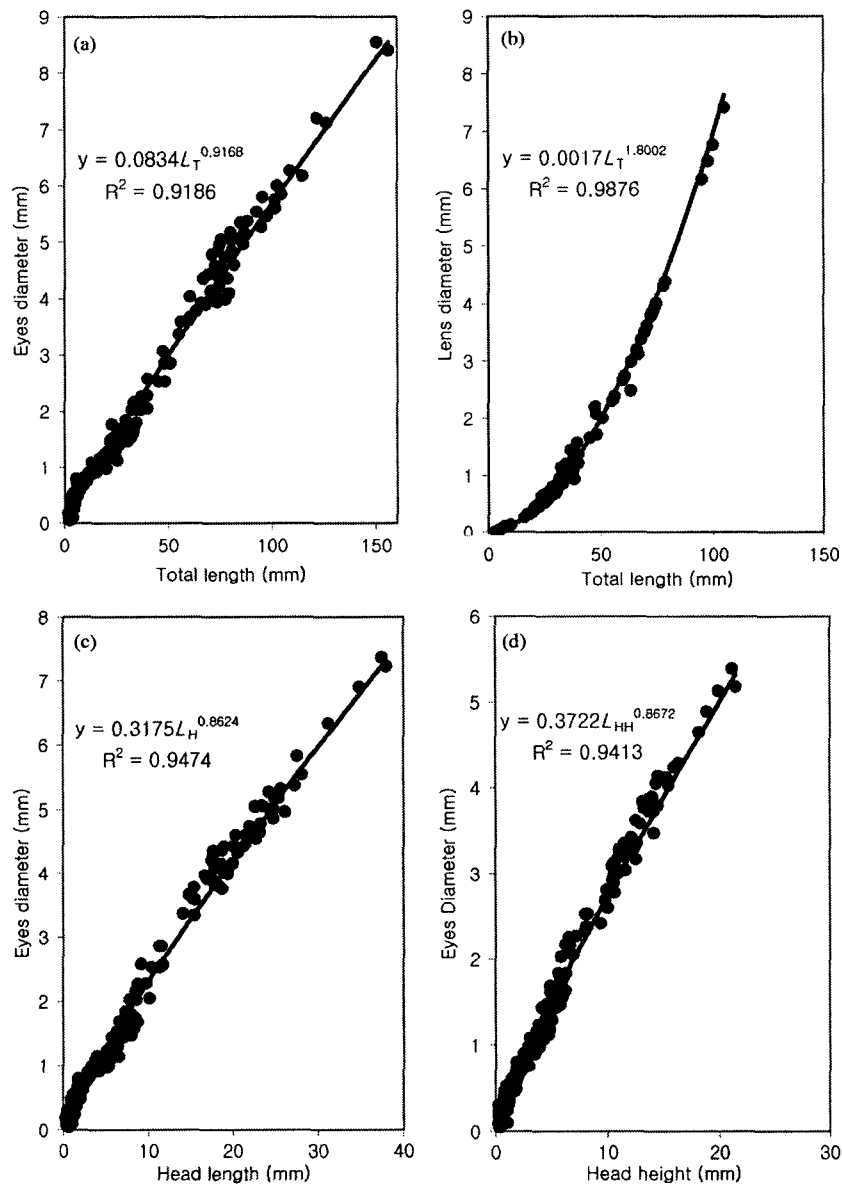 (a)
y = 0.0834L_T^0.9168
R² = 0.9186
Eyes diameter (mm)
9
8
7
6
5
4
3
2
1
0
0 50 100 150
Total length (mm)
(b)
y = 0.0017L_T^1.8002
R² = 0.9876
Lens diameter (mm)
9
8
7
6
5
4
3
2
1
0
0 50 100 150
Total length (mm)
(c)
y = 0.3175L_H^0.8624
R² = 0.9474
Eyes diameter (mm)
8
7
6
5
4
3
2
1
0
0 10 20 30 40
Head length (mm)
(d)
y = 0.3722L_HH^0.8672
R² = 0.9413
Eyes Diameter (mm)
6
5
4
3
2
1
0
0 10 20 30
Head height (mm)